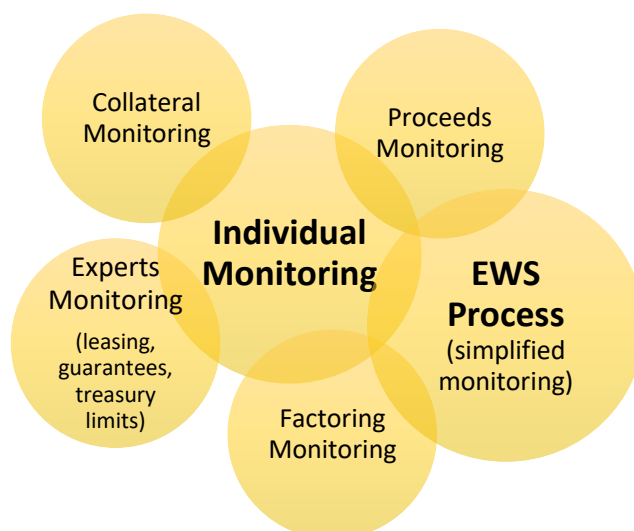 Collateral
Monitoring
Proceeds
Monitoring
Individual
Monitoring
Experts
Monitoring
(leasing,
guarantees,
treasury
limits)
EWS
Process
(simplified
monitoring)
Factoring
Monitoring